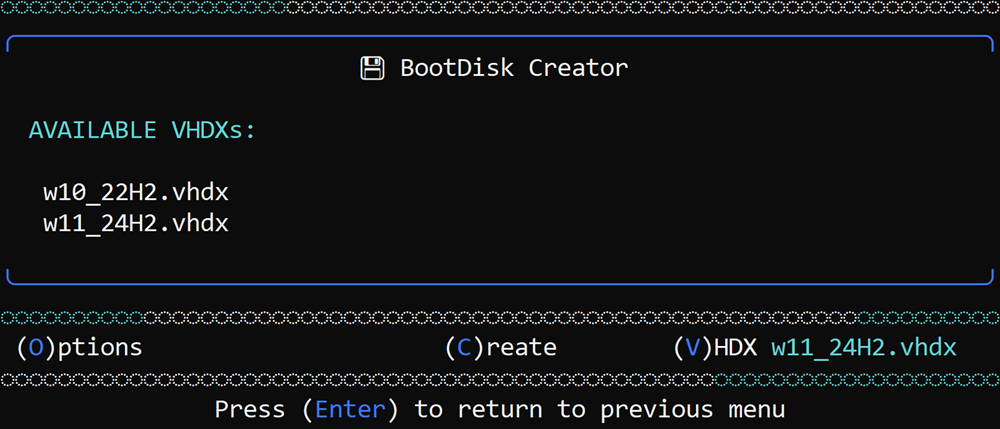 💾 BootDisk Creator
AVAILABLE VHDXs:
w10_22H2.vhdx
w11_24H2.vhdx
(O)ptions (C)reate (V)HDX w11_24H2.vhdx
Press (Enter) to return to previous menu